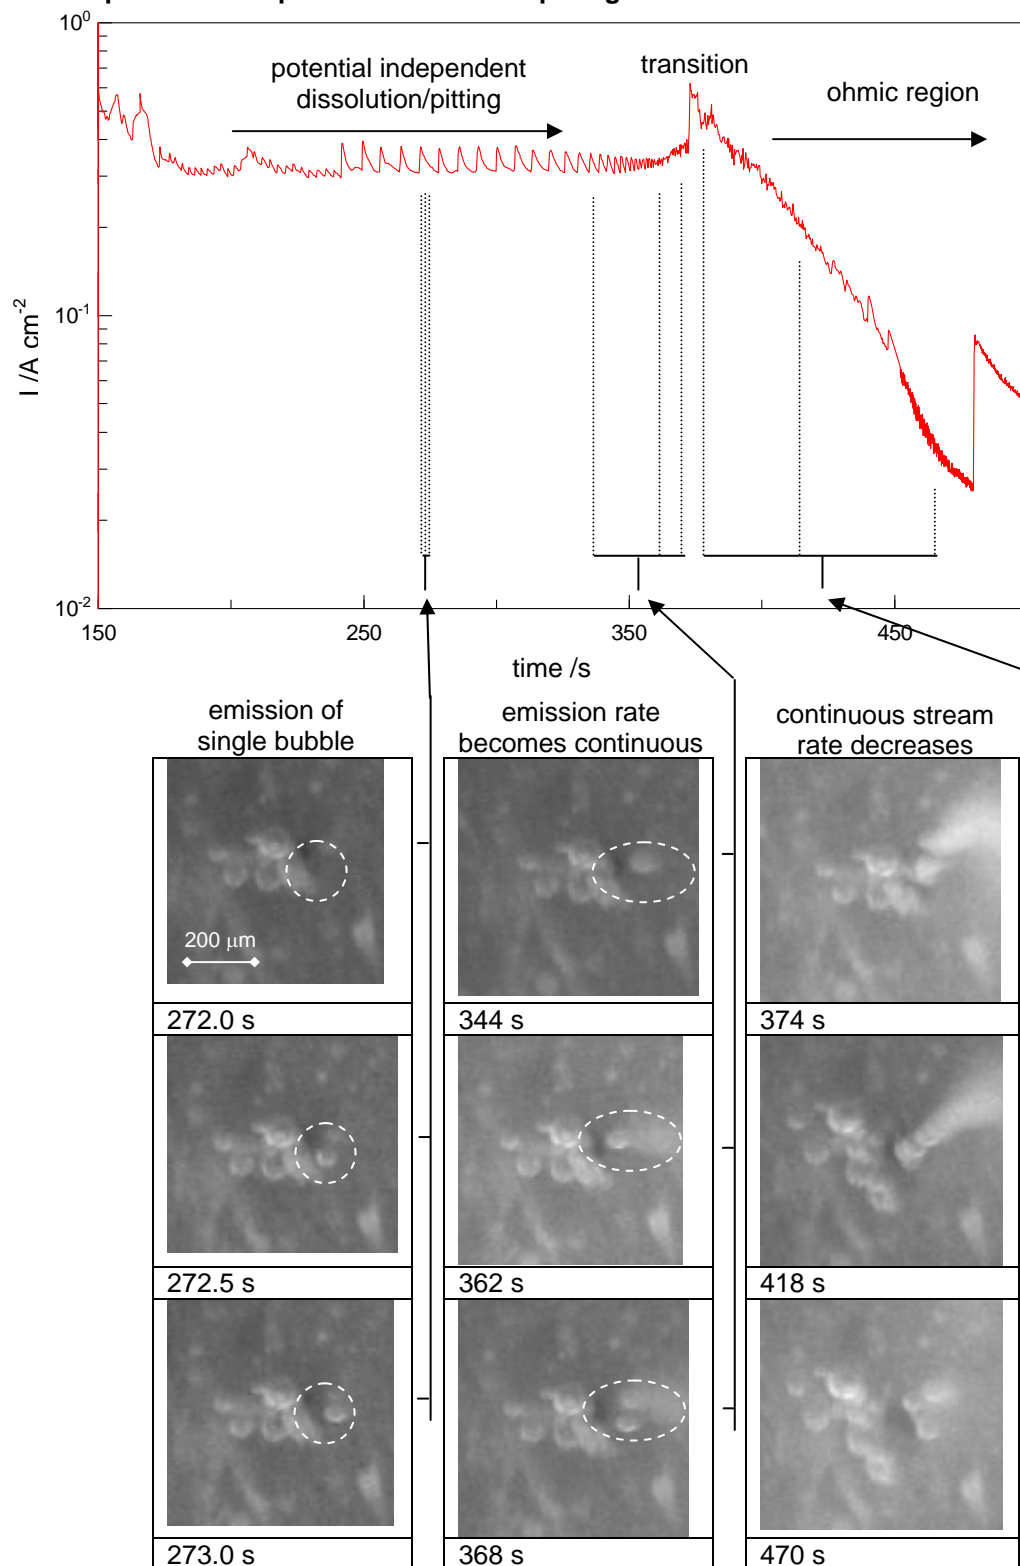 10⁰
potential independent
dissolution/pitting
transition
ohmic region
10⁻¹
I /A cm⁻²
10⁻²
150
250
350
450
time /s
emission of
single bubble
emission rate
becomes continuous
continuous stream
rate decreases
200 μm
272.0 s
344 s
374 s
272.5 s
362 s
418 s
273.0 s
368 s
470 s